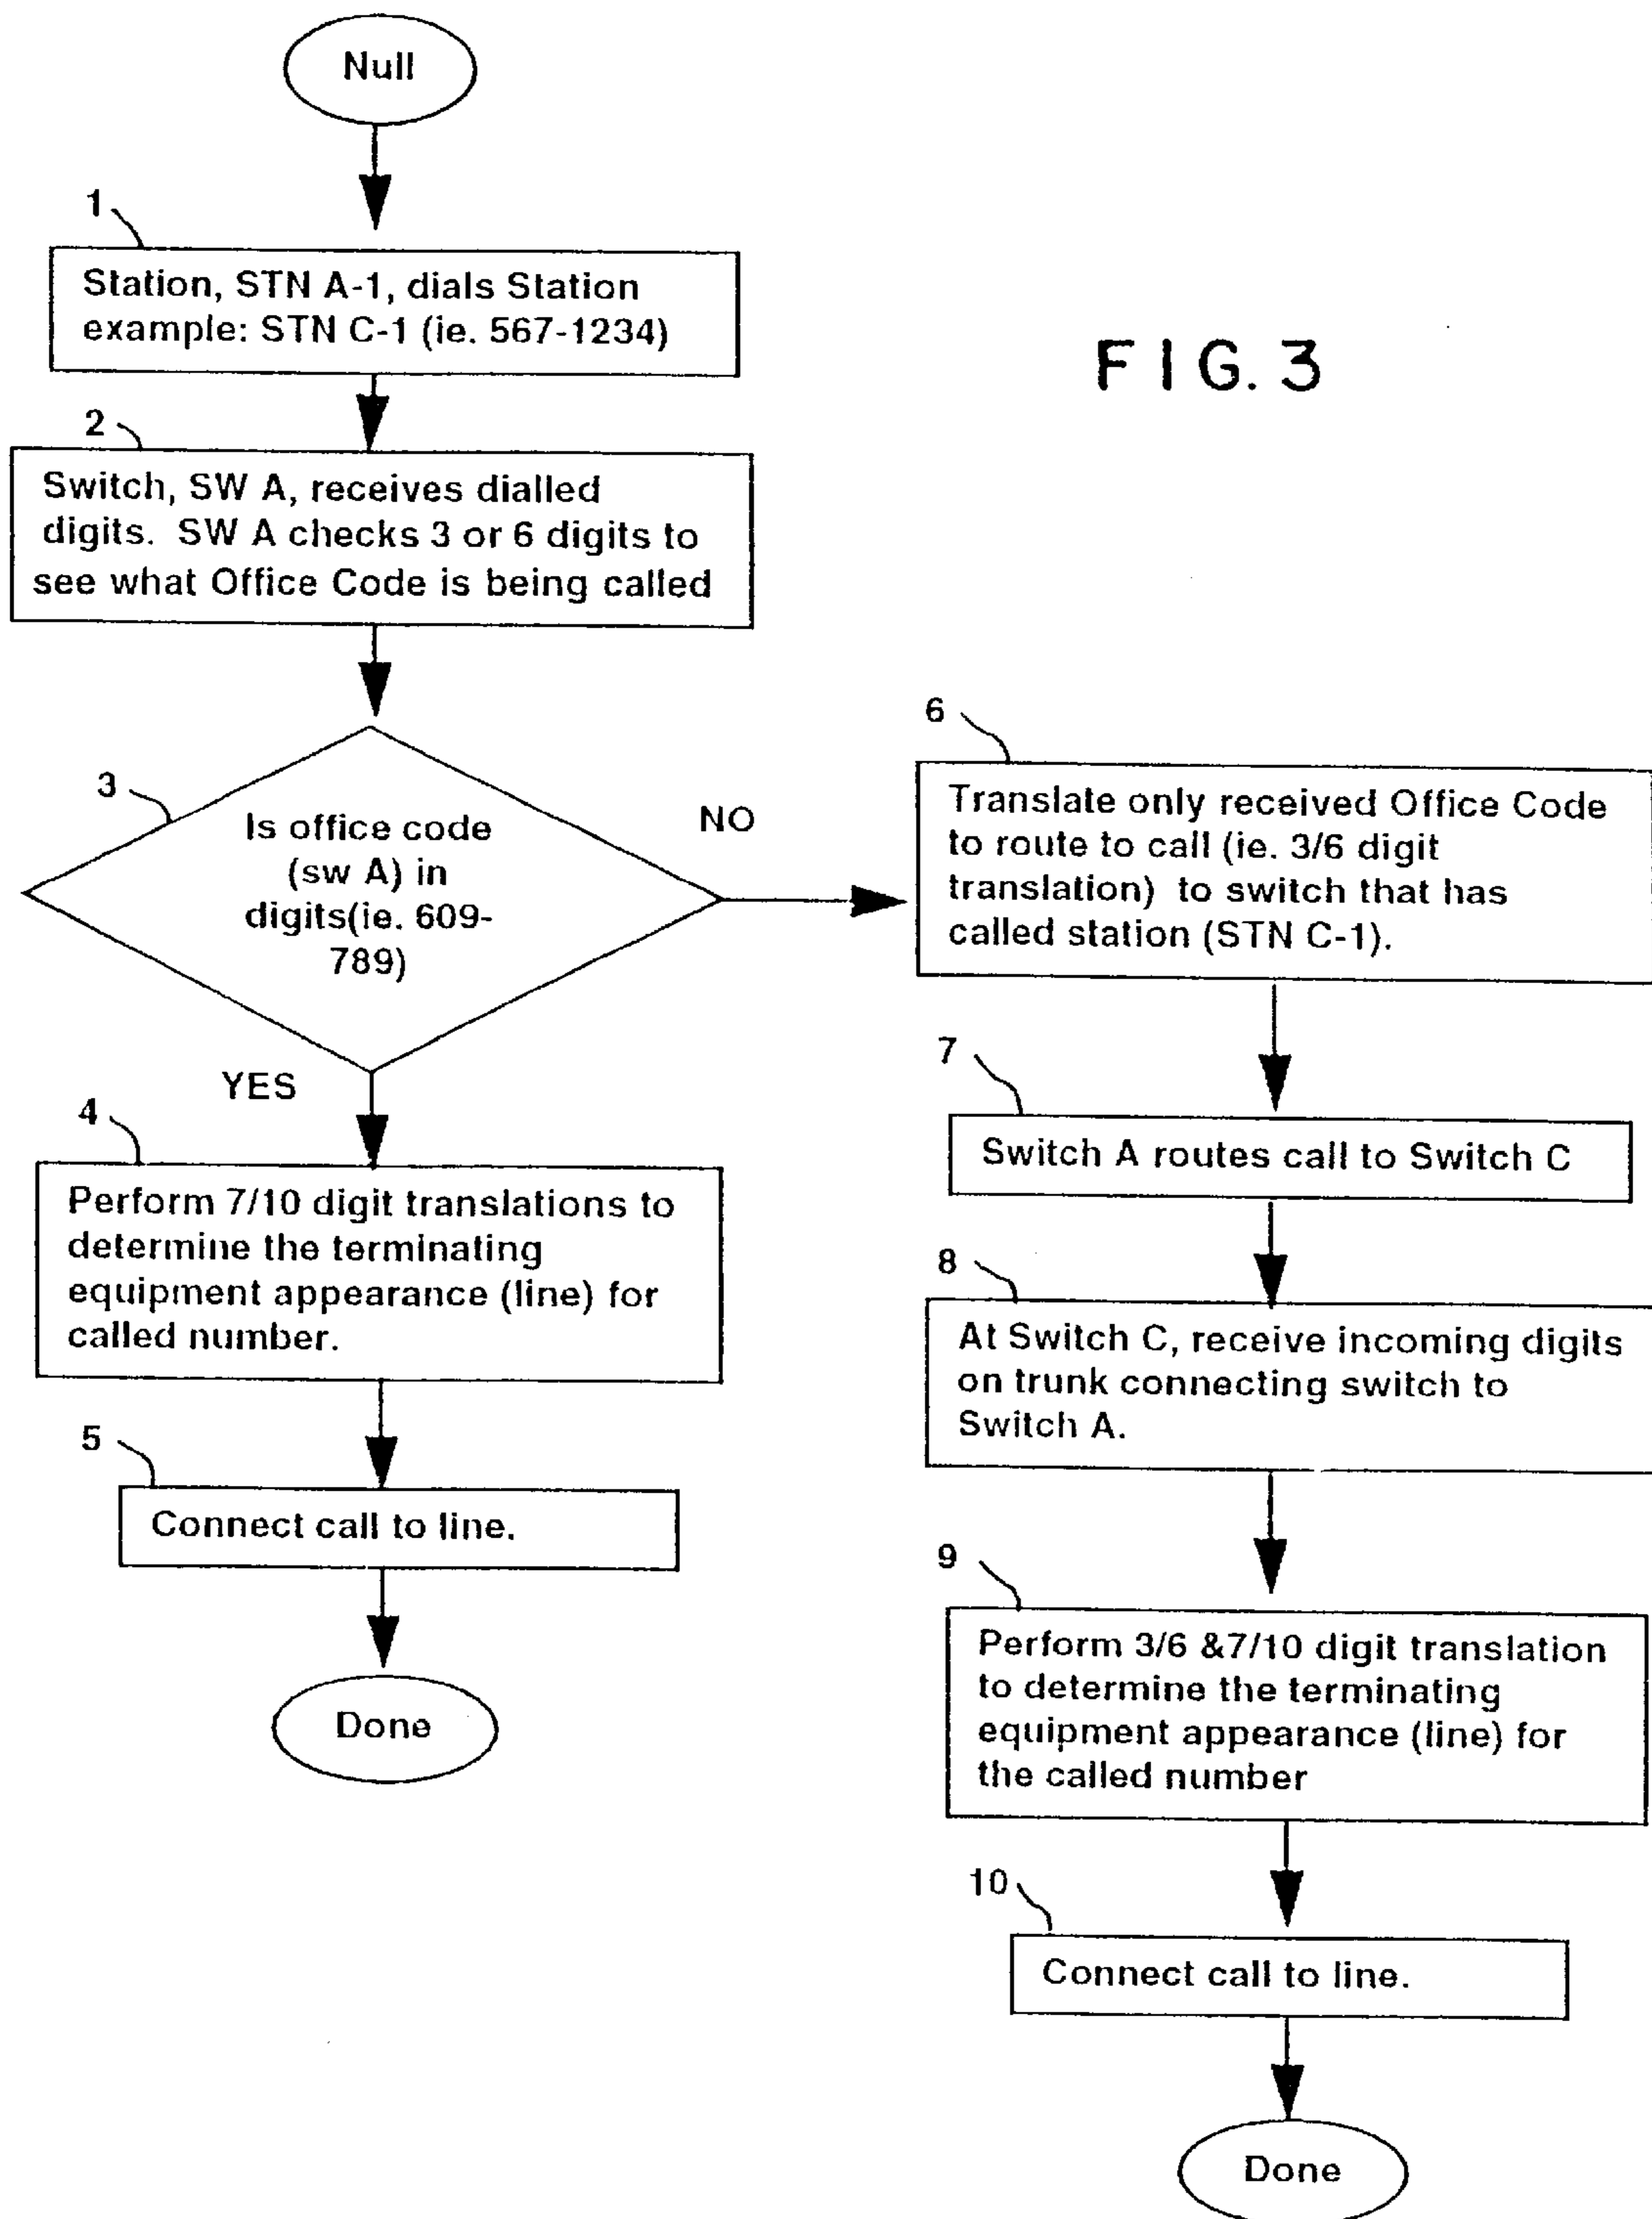 Null
1
Station, STN A-1, dials Station
example: STN C-1 (ie. 567-1234)
FIG. 3
2
Switch, SW A, receives dialled
digits. SW A checks 3 or 6 digits to
see what Office Code is being called
3
Is office code
(sw A) in
digits(ie. 609-
789)
NO
YES
4
Perform 7/10 digit translations to
determine the terminating
equipment appearance (line) for
called number.
5
Connect call to line.
Done
6
Translate only received Office Code
to route to call (ie. 3/6 digit
translation) to switch that has
called station (STN C-1).
7
Switch A routes call to Switch C
8
At Switch C, receive incoming digits
on trunk connecting switch to
Switch A.
9
Perform 3/6 &7/10 digit translation
to determine the terminating
equipment appearance (line) for
the called number
10
Connect call to line.
Done